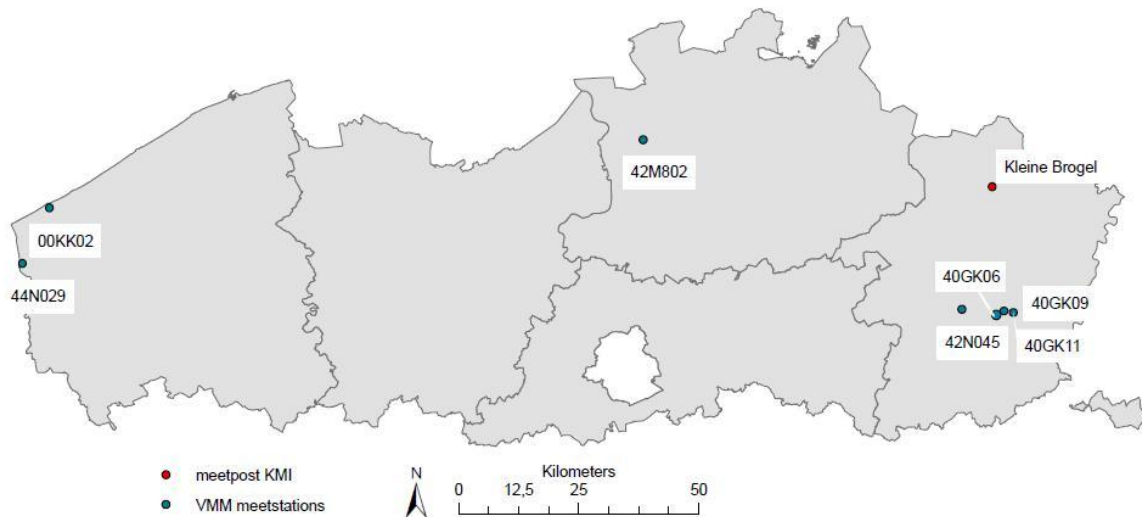 42M802
Kleine Brogel
00KK02
44N029
40GK06
40GK09
42N045
40GK11
meetpost KMI
VMM meetstations
N
Kilometers
0 12,5 25 50